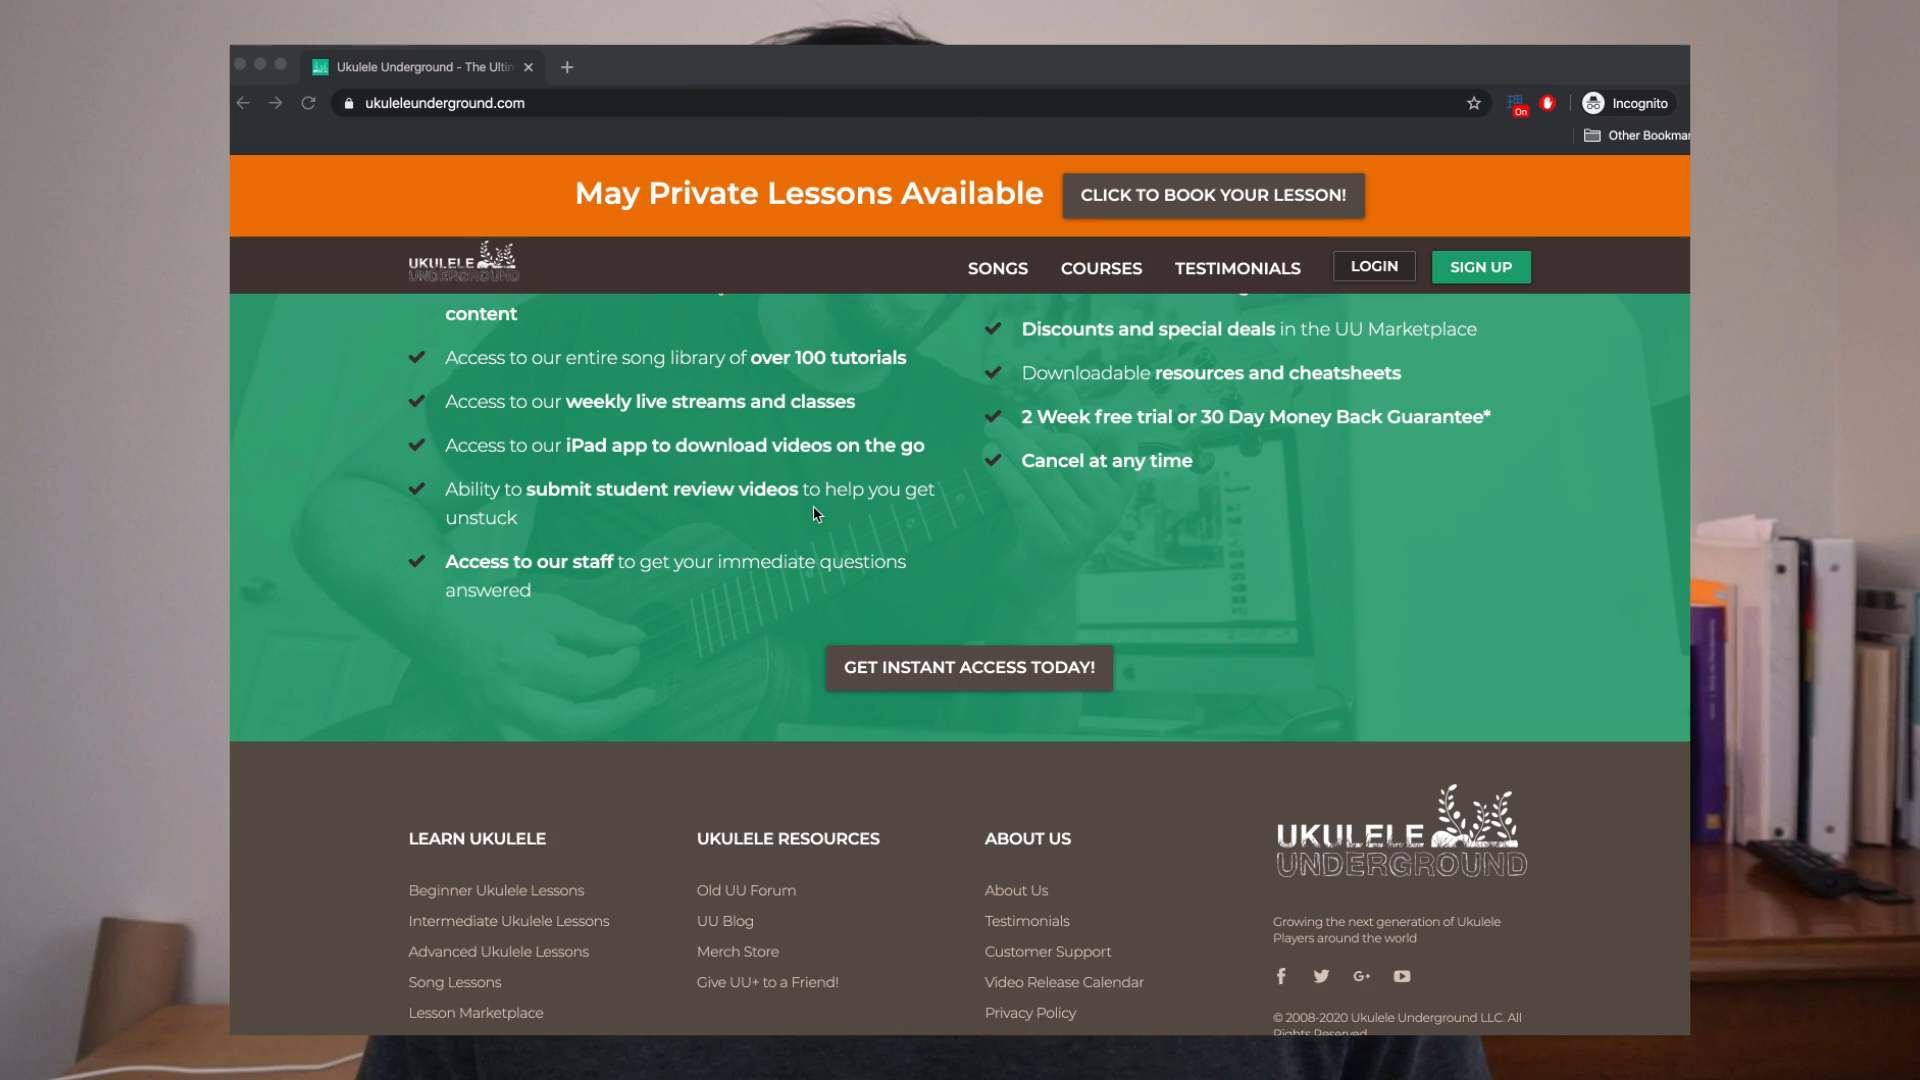 Ukulele Underground - The Ultim
ukuleleunderground.com
On
Incognito
Other Bookmar
May Private Lessons Available
CLICK TO BOOK YOUR LESSON!
UKULELE
UNDERGROUND
SONGS
COURSES
TESTIMONIALS
LOGIN
SIGN UP
content
Access to our entire song library of over 100 tutorials
Access to our weekly live streams and classes
Access to our iPad app to download videos on the go
Ability to submit student review videos to help you get
unstuck
Access to our staff to get your immediate questions
answered
Discounts and special deals in the UU Marketplace
Downloadable resources and cheatsheets
2 Week free trial or 30 Day Money Back Guarantee*
Cancel at any time
GET INSTANT ACCESS TODAY!
LEARN UKULELE
Beginner Ukulele Lessons
Intermediate Ukulele Lessons
Advanced Ukulele Lessons
Song Lessons
Lesson Marketplace
UKULELE RESOURCES
Old UU Forum
UU Blog
Merch Store
Give UU+ to a Friend!
ABOUT US
About Us
Testimonials
Customer Support
Video Release Calendar
Privacy Policy
UKULELE
UNDERGROUND
Growing the next generation of Ukulele
Players around the world
G+
© 2008-2020 Ukulele Underground LLC. All
Rights Reserved